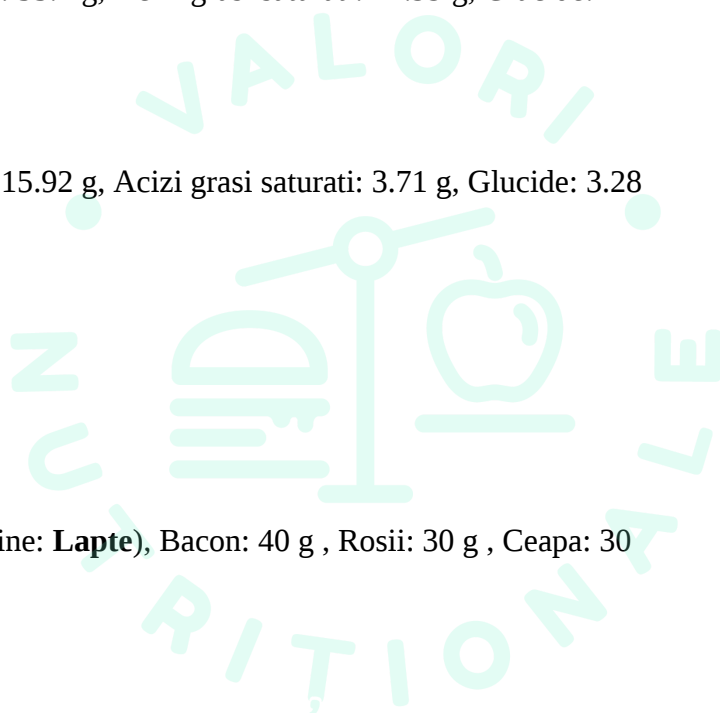 VALORI
15.92 g, Acizi grasi saturati: 3.71 g, Glucide: 3.28
NUTRITIONALE
Lapte), Bacon: 40 g , Rosii: 30 g , Ceapa: 30